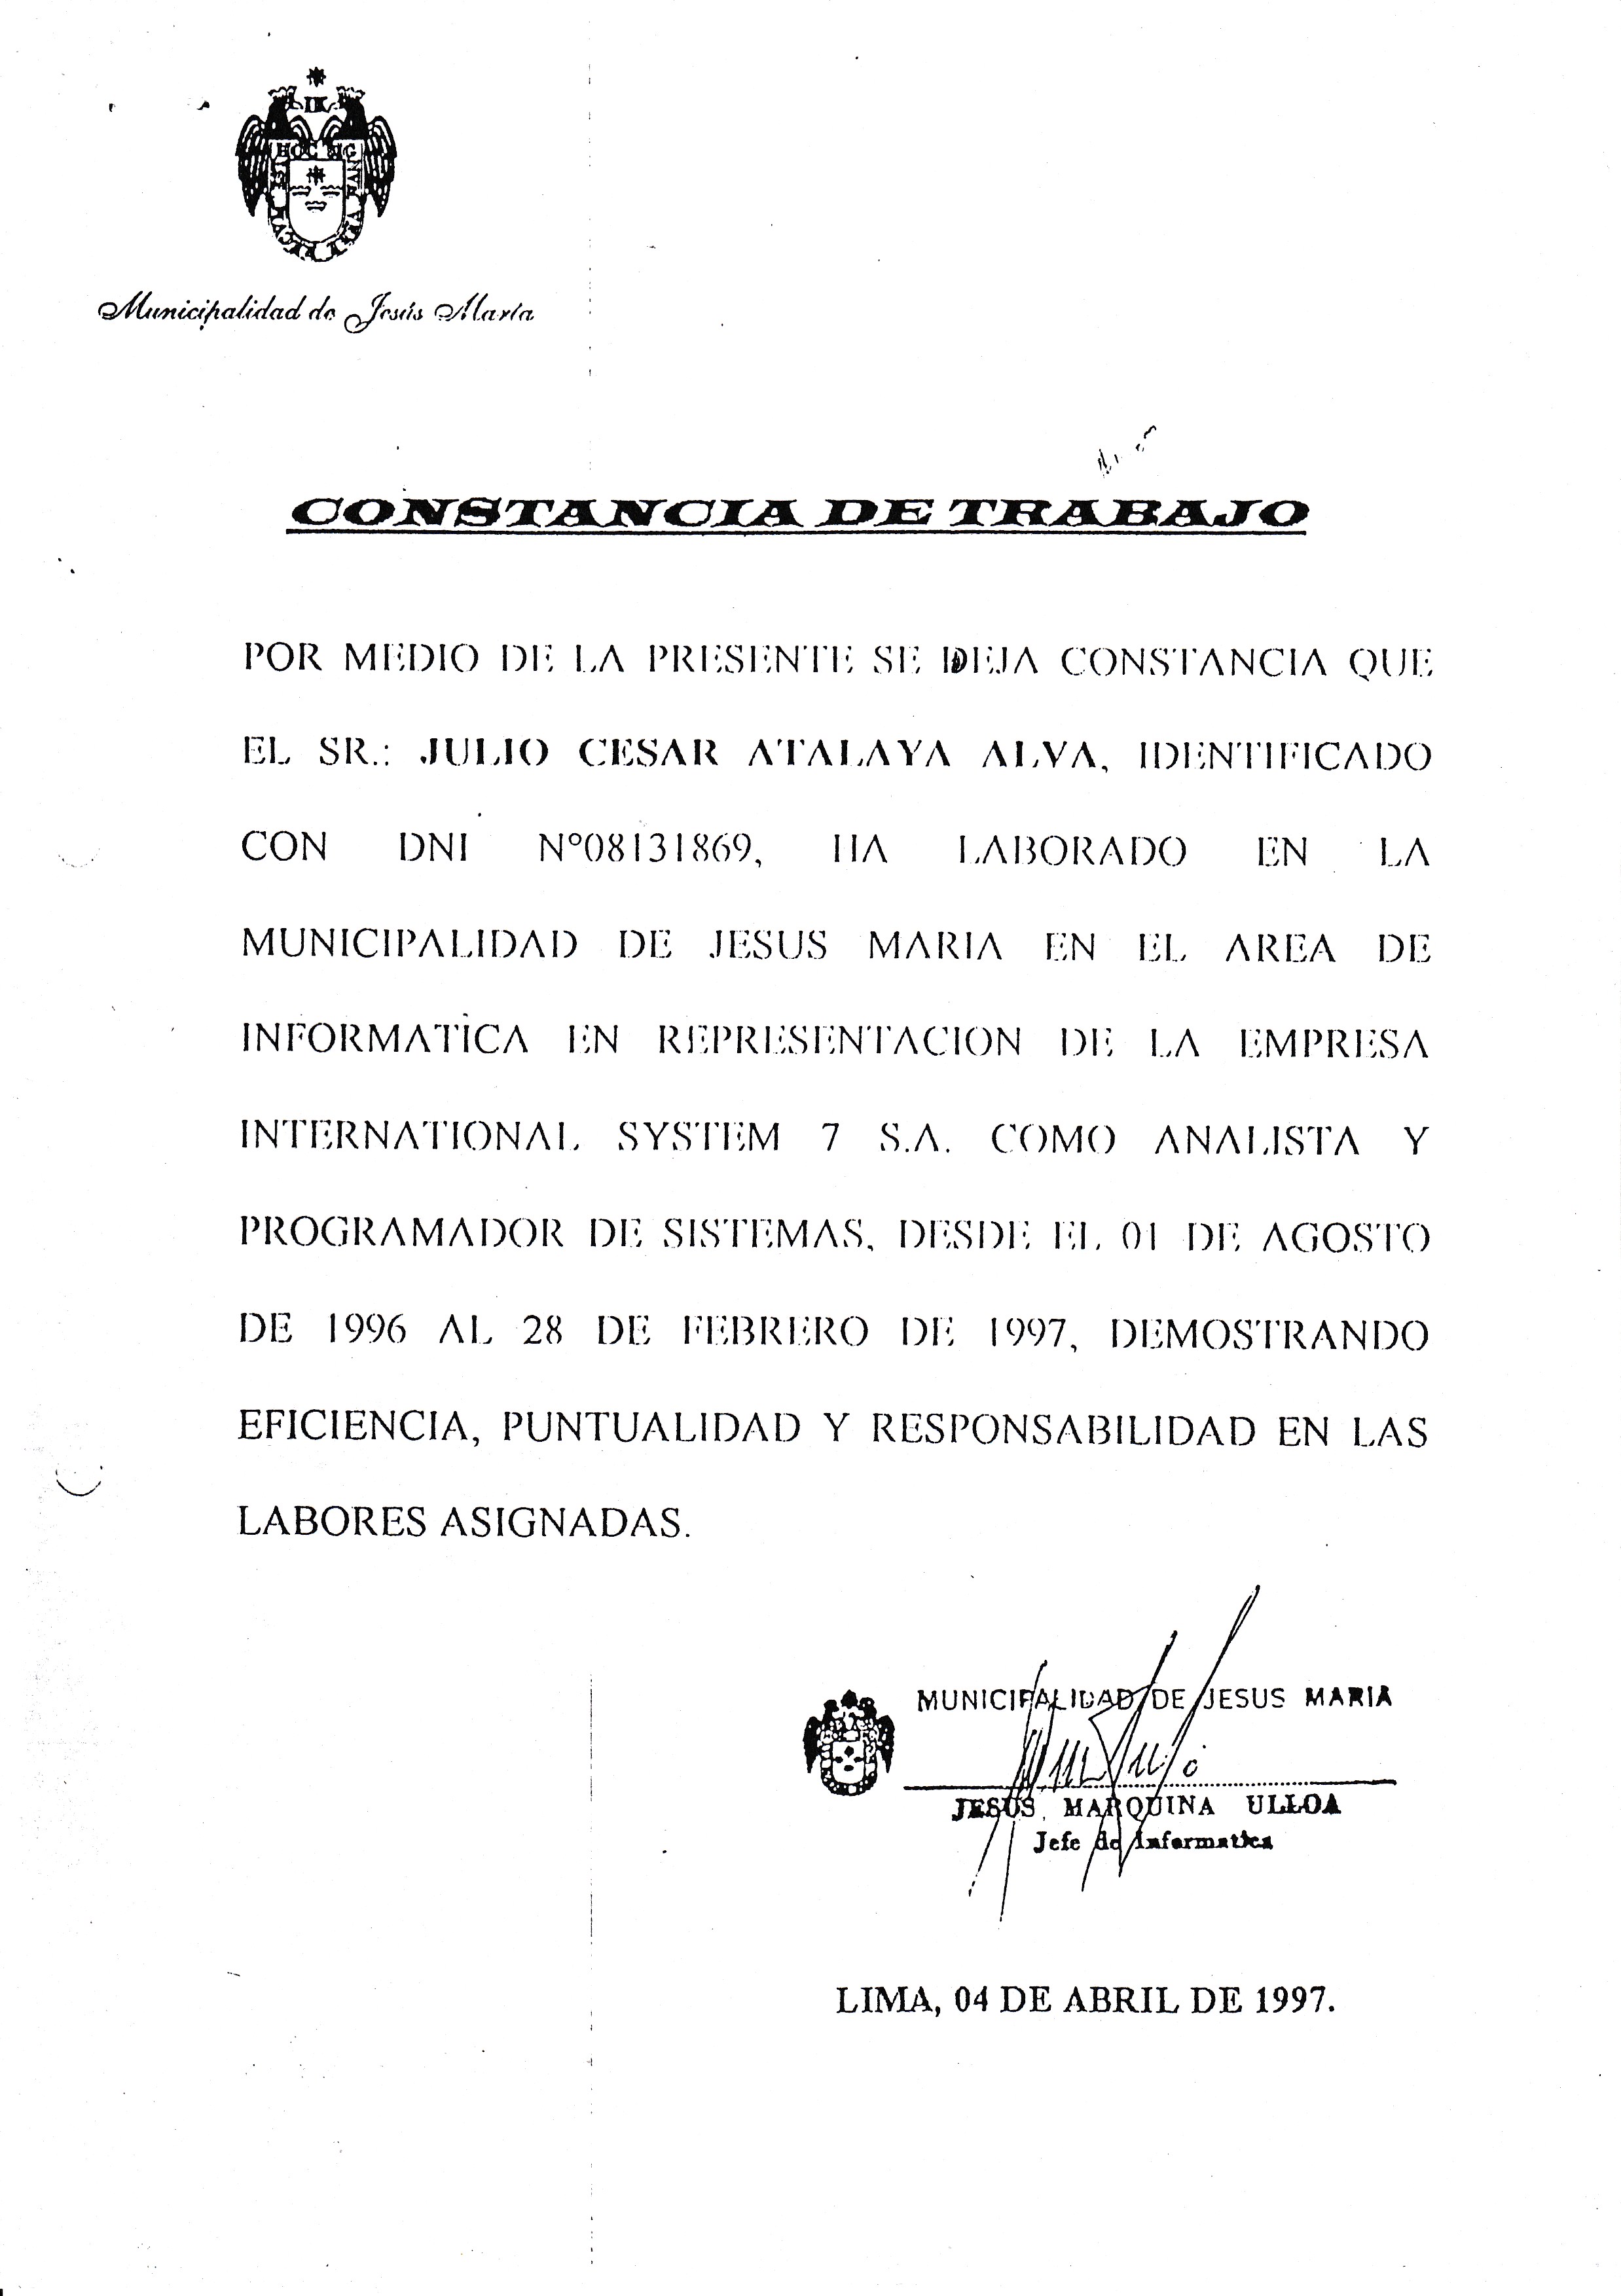 Municipalidad de Jesús María
CONSTANCIA DE TRABAJO
POR MEDIO DE LA PRESENTE SE DEJA CONSTANCIA QUE
EL SR.: JULIO CESAR ATALAYA ALVA, IDENTIFICADO
CON DNI N°08131869, HA LABORADO EN LA
MUNICIPALIDAD DE JESUS MARIA EN EL AREA DE
INFORMATICA EN REPRESENTACION DE LA EMPRESA
INTERNATIONAL SYSTEM 7 S.A. COMO ANALISTA Y
PROGRAMADOR DE SISTEMAS, DESDE EL 01 DE AGOSTO
DE 1996 AL 28 DE FEBRERO DE 1997, DEMOSTRANDO
EFICIENCIA, PUNTUALIDAD Y RESPONSABILIDAD EN LAS
LABORES ASIGNADAS.
MUNICIPALIDAD DE JESUS MARIA
JESUS MARQUINA ULLOA
Jefe de Informatica
LIMA, 04 DE ABRIL DE 1997.